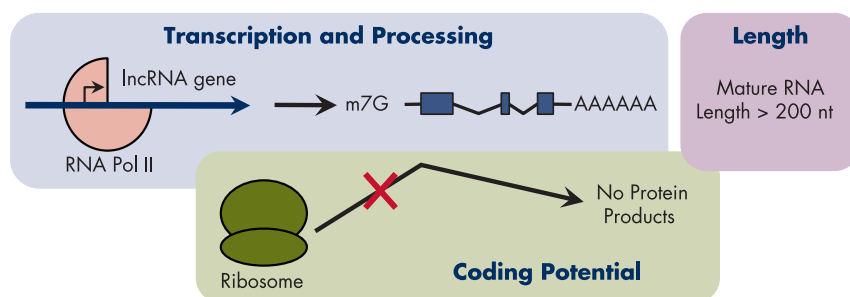 Transcription and Processing
lncRNA gene
m7G
AAAAAA
RNA Pol II
Length
Mature RNA
Length > 200 nt
No Protein
Products
Ribosome
Coding Potential